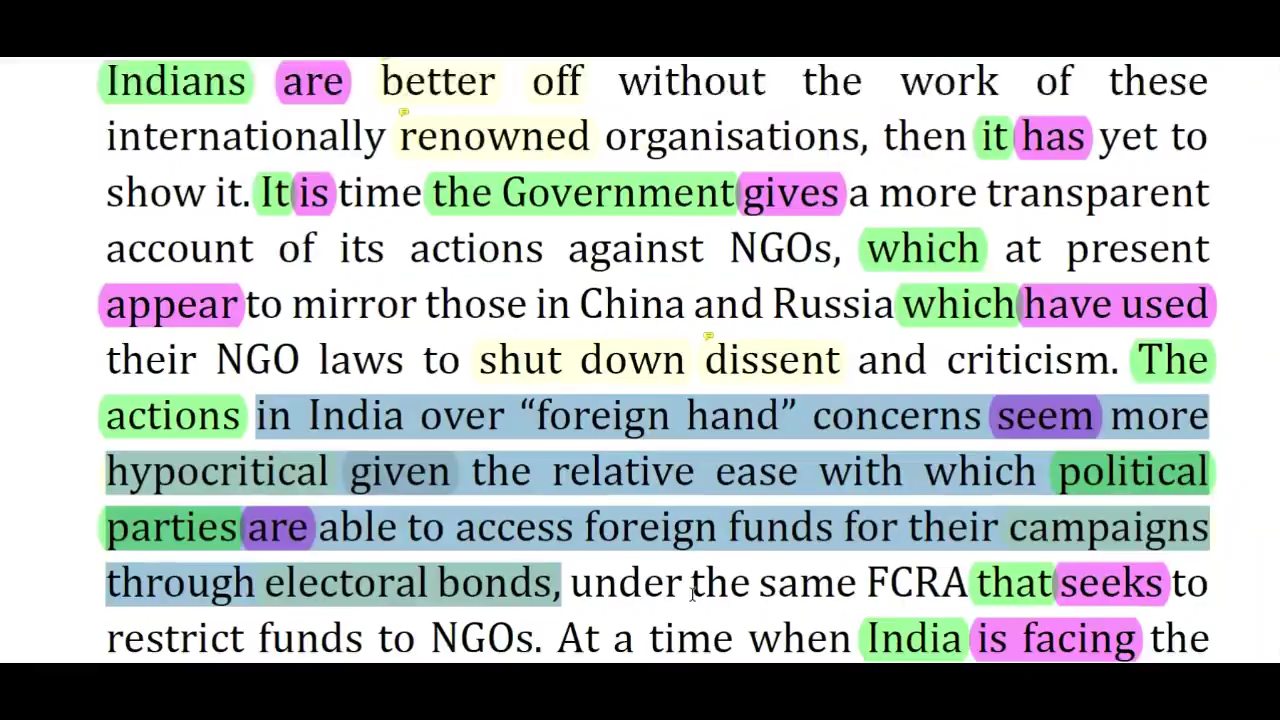 Indians are better off without the work of these
internationally renowned organisations, then it has yet to
show it. It is time the Government gives a more transparent
account of its actions against NGOs, which at present
appear to mirror those in China and Russia which have used
their NGO laws to shut down dissent and criticism. The
actions in India over “foreign hand” concerns seem more
hypocritical given the relative ease with which political
parties are able to access foreign funds for their campaigns
through electoral bonds, under the same FCRA that seeks to
restrict funds to NGOs. At a time when India is facing the